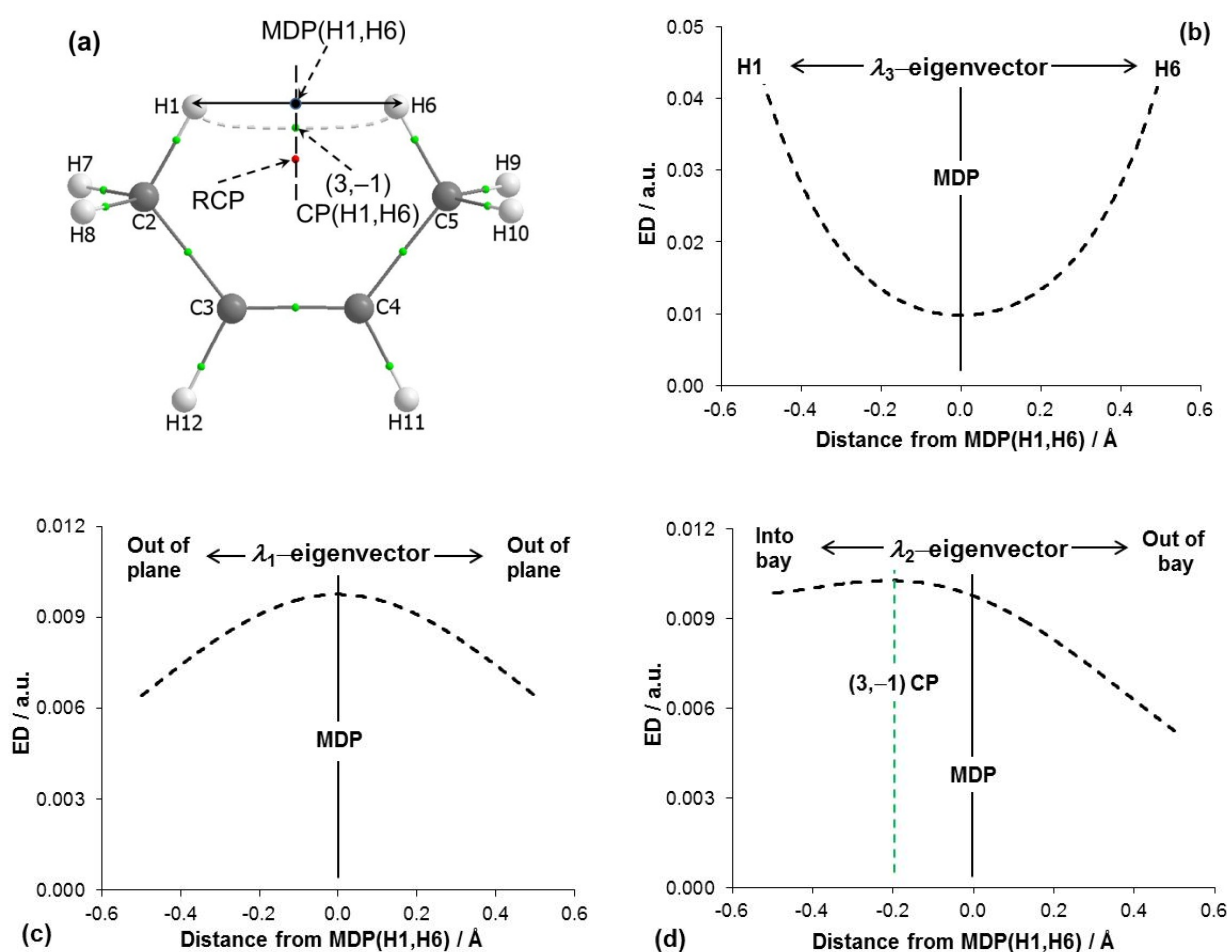 (a)
MDP(H1,H6)
H1
H6
H7
H9
RCP
(3,–1)
CP(H1,H6)
C2
C5
H8
H10
C3
C4
H12
H11
(b)
0.05
0.04
0.03
0.02
0.01
0.00
ED / a.u.
H1
λ3–eigenvector
H6
MDP
-0.6 -0.4 -0.2 0.0 0.2 0.4 0.6
Distance from MDP(H1,H6) / Å
0.012
0.009
0.006
0.003
0.000
ED / a.u.
Out of
plane
λ1–eigenvector
Out of
plane
MDP
-0.6 -0.4 -0.2 0.0 0.2 0.4 0.6
(c)
Distance from MDP(H1,H6) / Å
0.012
0.009
0.006
0.003
0.000
ED / a.u.
Into
bay
λ2–eigenvector
Out of
bay
(3,–1) CP
MDP
-0.6 -0.4 -0.2 0.0 0.2 0.4 0.6
(d)
Distance from MDP(H1,H6) / Å